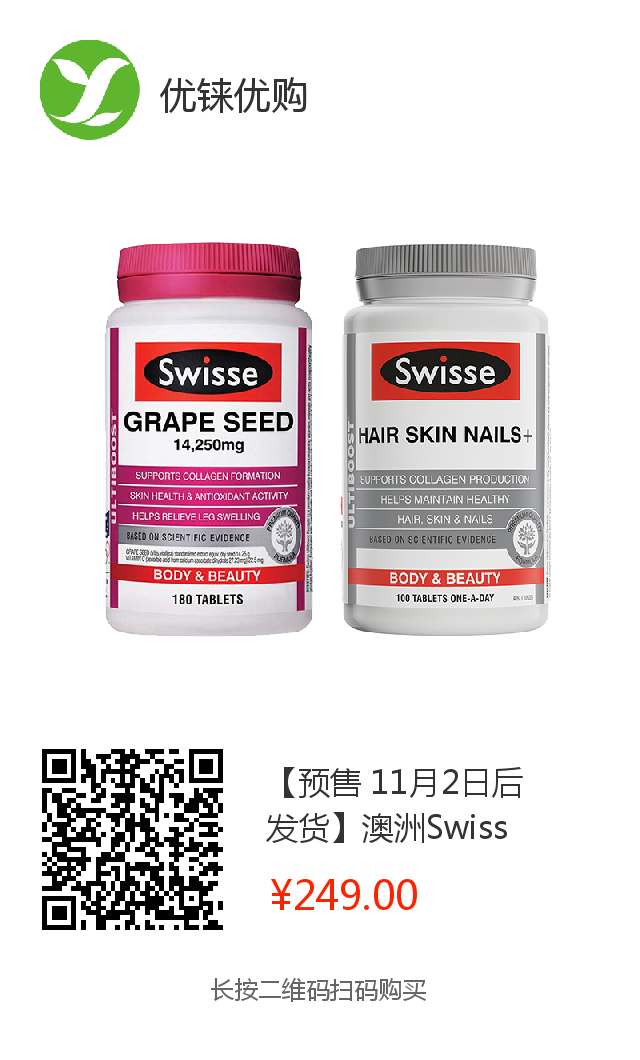 优铼优购
Swisse
GRAPE SEED
14,250mg
SUPPORTS COLLAGEN FORMATION
SKIN HEALTH & ANTIOXIDANT ACTIVITY
HELPS RELIEVE LEG SWELLING
BASED ON SCIENTIFIC EVIDENCE
BODY & BEAUTY
180 TABLETS
ULTIBOOST
Swisse
HAIR SKIN NAILS+
SUPPORTS COLLAGEN PRODUCTION
HELPS MAINTAIN HEALTHY
HAIR, SKIN & NAILS
BASED ON SCIENTIFIC EVIDENCE
BODY & BEAUTY
100 TABLETS ONE-A-DAY
ULTIBOOST
【预售 11月2日后
发货】澳洲Swiss
¥249.00
长按二维码扫码购买